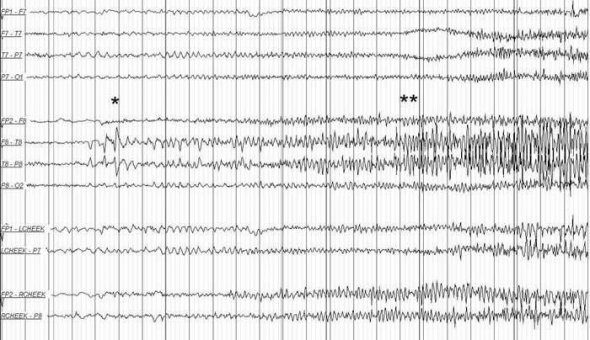 FP1 - F7
F7 - T7
T7 - P7
P7 - O1
*
**
FP2 - F8
F8 - T8
T8 - P8
P8 - O2
FP1 - LCHEEK
LCHEEK - P7
FP2 - RCHEEK
RCHEEK - P8